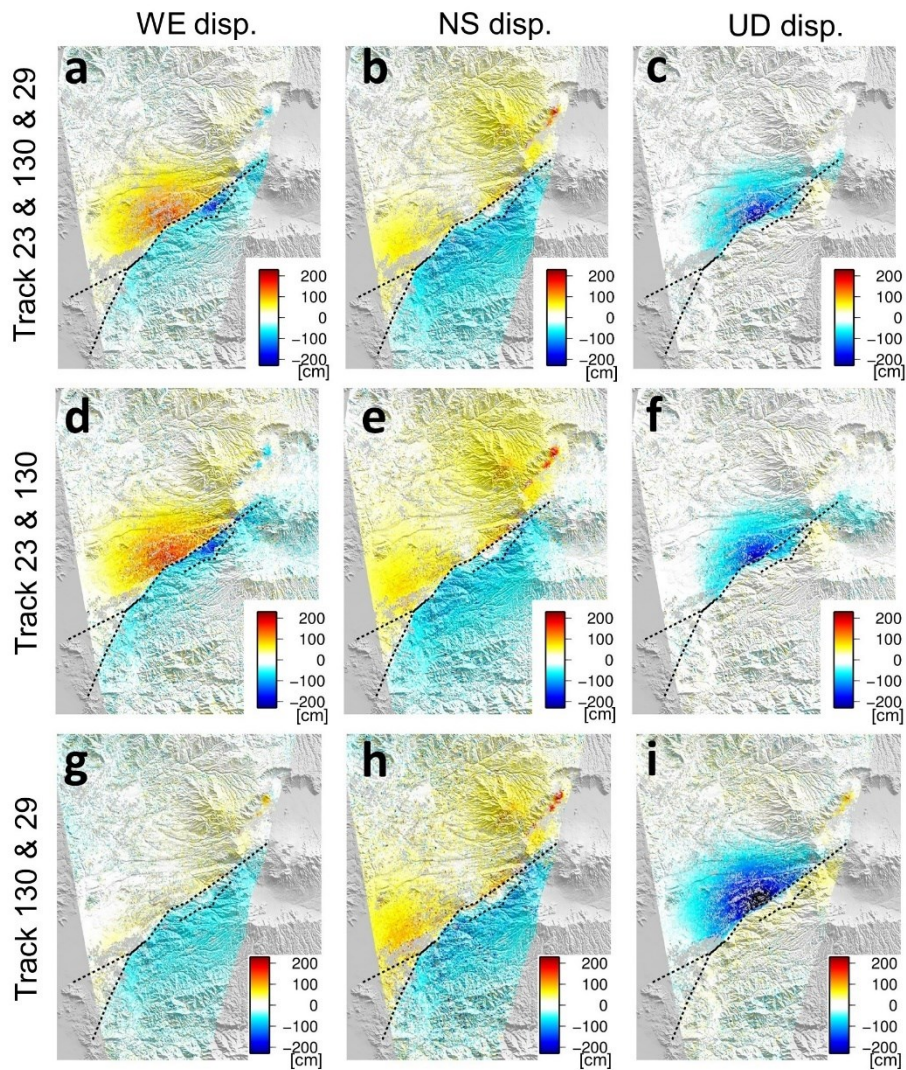 WE disp. NS disp. UD disp.
Track 23 & 130 & 29
a b c
200 200 200
100 100 100
0 0 0
−100 −100 −100
−200 −200 −200
[cm] [cm] [cm]
Track 23 & 130
d e f
200 200 200
100 100 100
0 0 0
−100 −100 −100
−200 −200 −200
[cm] [cm] [cm]
Track 130 & 29
g h i
200 200 200
100 100 100
0 0 0
−100 −100 −100
−200 −200 −200
[cm] [cm] [cm]